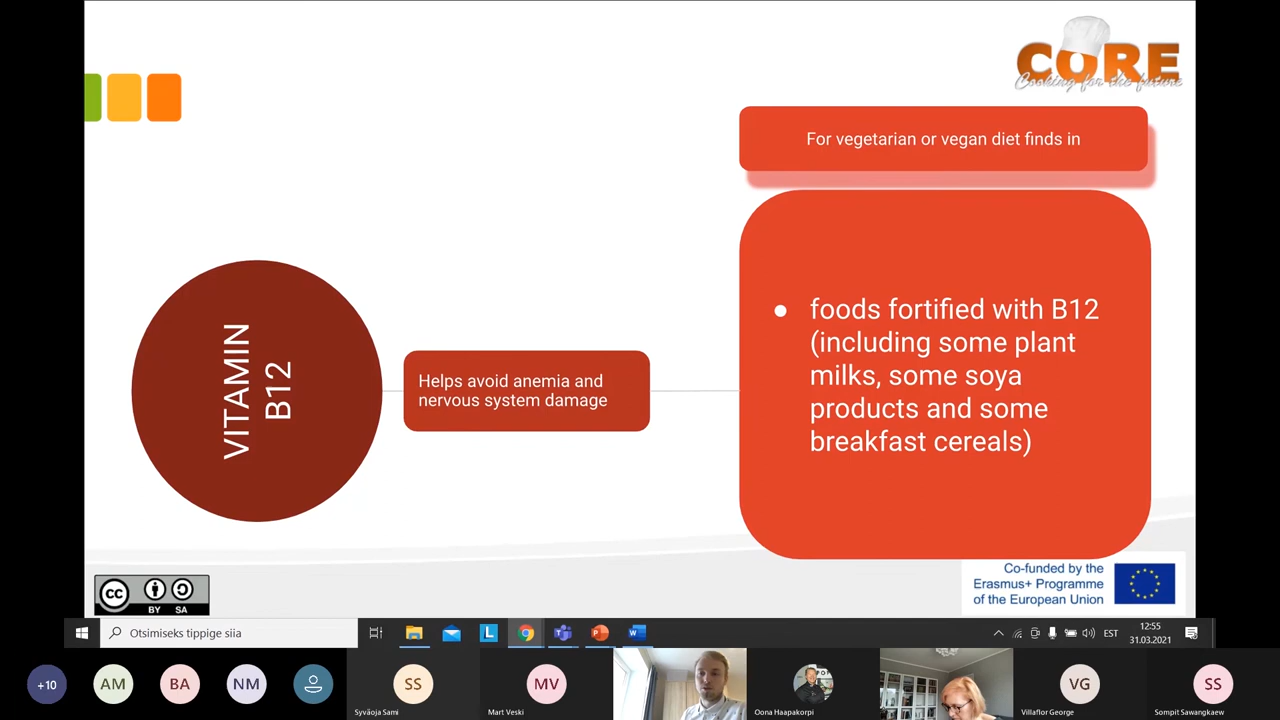 CORE
Cooking for the future
For vegetarian or vegan diet finds in
VITAMIN
B12
Helps avoid anemia and
nervous system damage
● foods fortified with B12
(including some plant
milks, some soya
products and some
breakfast cereals)
cc
BY SA
Co-funded by the
Erasmus+ Programme
of the European Union
Otsimiseks tippige siia
L
EST
12:55
31.03.2021
+10
AM
BA
NM
SS
MV
VG
SS
Syväoja Sami
Mart Veski
Oona Haapakorpi
Villaflor George
Sompit Sawangkaew